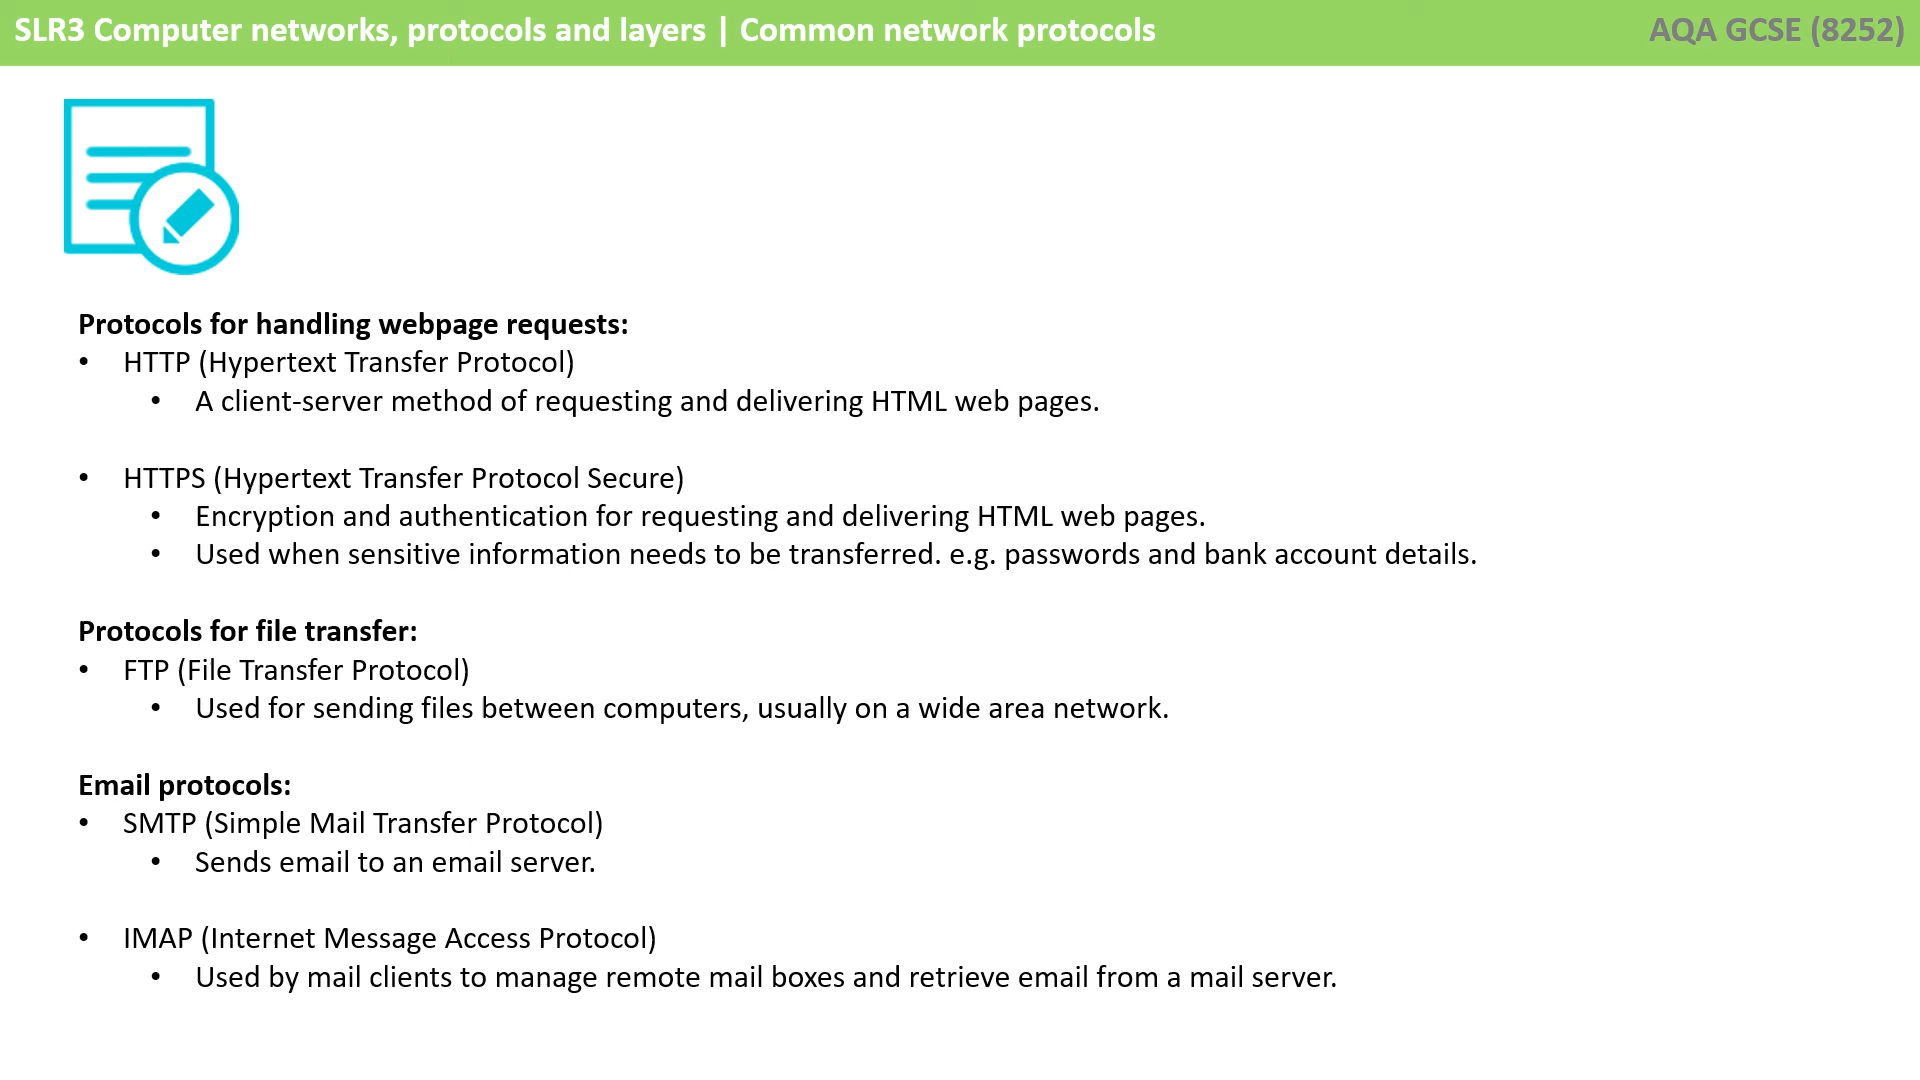 SLR3 Computer networks, protocols and layers | Common network protocols
AQA GCSE (8252)
Protocols for handling webpage requests:
• HTTP (Hypertext Transfer Protocol)
• A client-server method of requesting and delivering HTML web pages.
• HTTPS (Hypertext Transfer Protocol Secure)
• Encryption and authentication for requesting and delivering HTML web pages.
• Used when sensitive information needs to be transferred. e.g. passwords and bank account details.
Protocols for file transfer:
• FTP (File Transfer Protocol)
• Used for sending files between computers, usually on a wide area network.
Email protocols:
• SMTP (Simple Mail Transfer Protocol)
• Sends email to an email server.
• IMAP (Internet Message Access Protocol)
• Used by mail clients to manage remote mail boxes and retrieve email from a mail server.